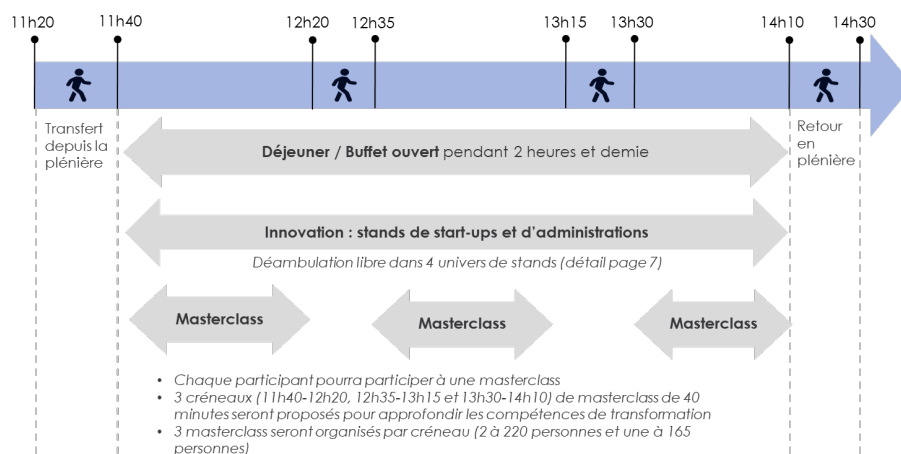 11h20 11h40 12h20 12h35 13h15 13h30 14h10 14h30
Transfert
depuis la
plénière
Déjeuner / Buffet ouvert pendant 2 heures et demie
Retour
en
plénière
Innovation : stands de start-ups et d'administrations
Déambulation libre dans 4 univers de stands (détail page 7)
Masterclass Masterclass Masterclass
• Chaque participant pourra participer à une masterclass
• 3 créneaux (11h40-12h20, 12h35-13h15 et 13h30-14h10) de masterclass de 40
minutes seront proposés pour approfondir les compétences de transformation
• 3 masterclass seront organisés par créneau (2 à 220 personnes et une à 165
personnes)